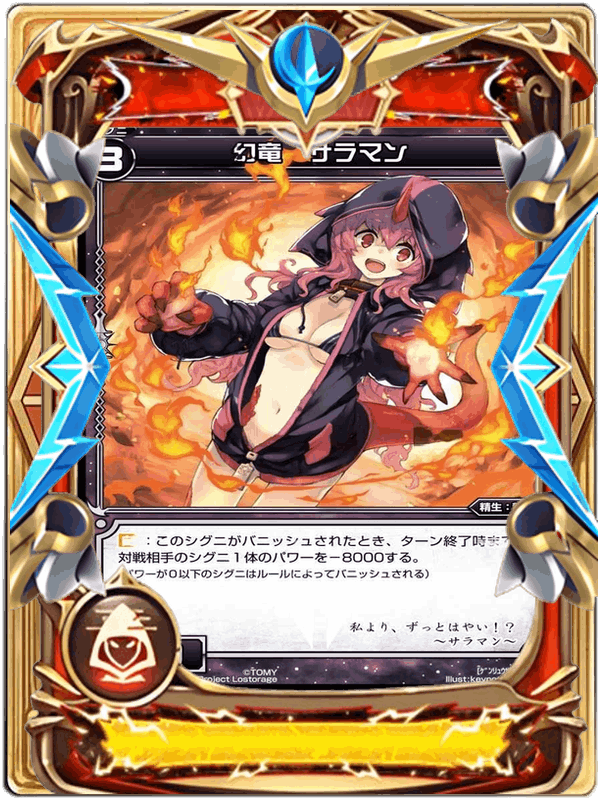 3
幻竜 サラマン
精生：
：このシグニがバニッシュされたとき、ターン終了時まで
対戦相手のシグニ１体のパワーを－8000する。
パワーが０以下のシグニはルールによってバニッシュされる）
私より、ずっとはやい！？
～サラマン～
©TOMY
Project Lostorage
Illust:keypo